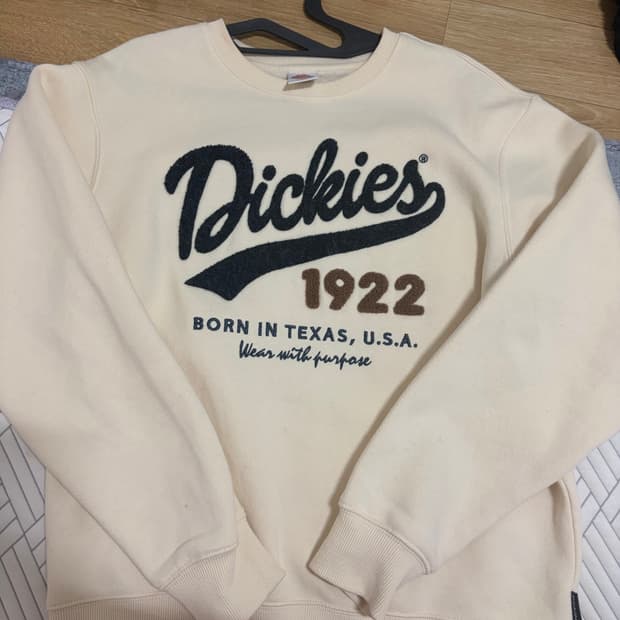 Dickies®
1922
BORN IN TEXAS, U.S.A.
Wear with purpose